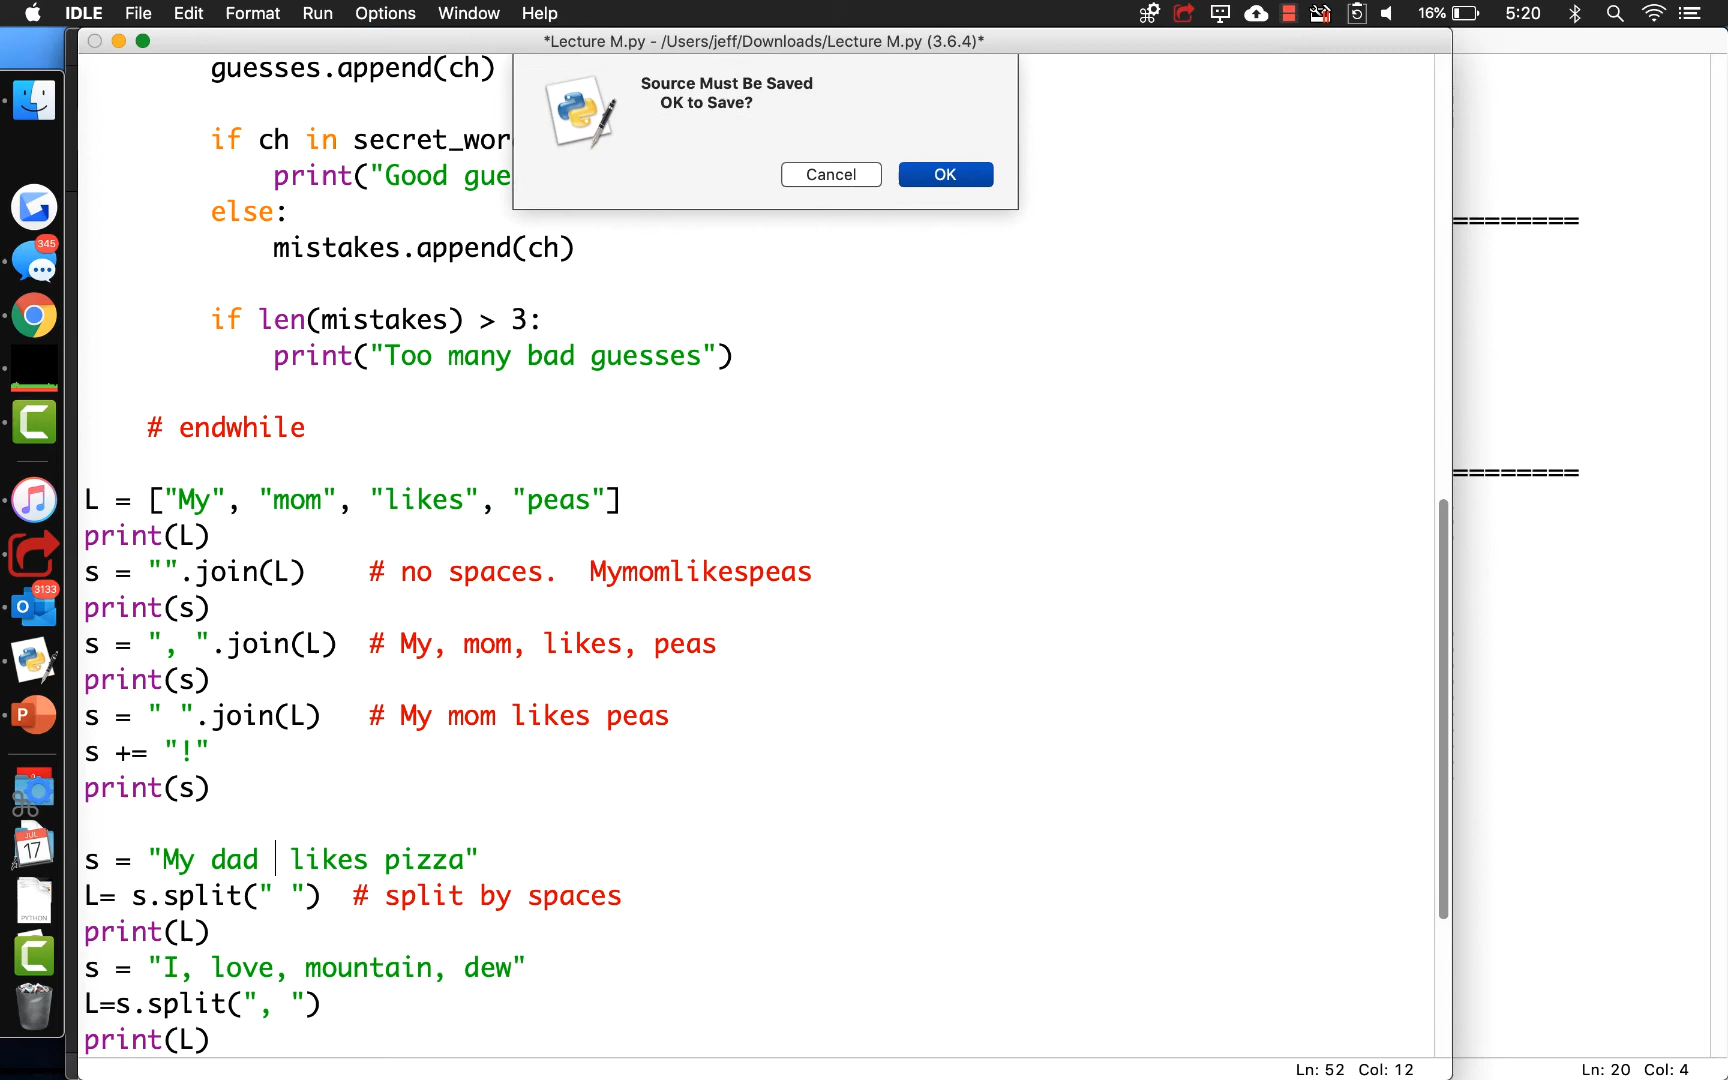 IDLE File Edit Format Run Options Window Help 16% 5:20
*Lecture M.py - /Users/jeff/Downloads/Lecture M.py (3.6.4)*
guesses.append(ch)
Source Must Be Saved
OK to Save?
Cancel OK
if ch in secret_wor
print("Good gue
else:
mistakes.append(ch)
if len(mistakes) > 3:
print("Too many bad guesses")
# endwhile
L = ["My", "mom", "likes", "peas"]
print(L)
s = "".join(L) # no spaces. Mymomlikespeas
print(s)
s = ", ".join(L) # My, mom, likes, peas
print(s)
s = " ".join(L) # My mom likes peas
s += "!"
print(s)
s = "My dad likes pizza"
L= s.split(" ") # split by spaces
print(L)
s = "I, love, mountain, dew"
L=s.split(", ")
print(L)
Ln: 52 Col: 12
========
========
Ln: 20 Col: 4
345
3133
JUL
17
PYTHON